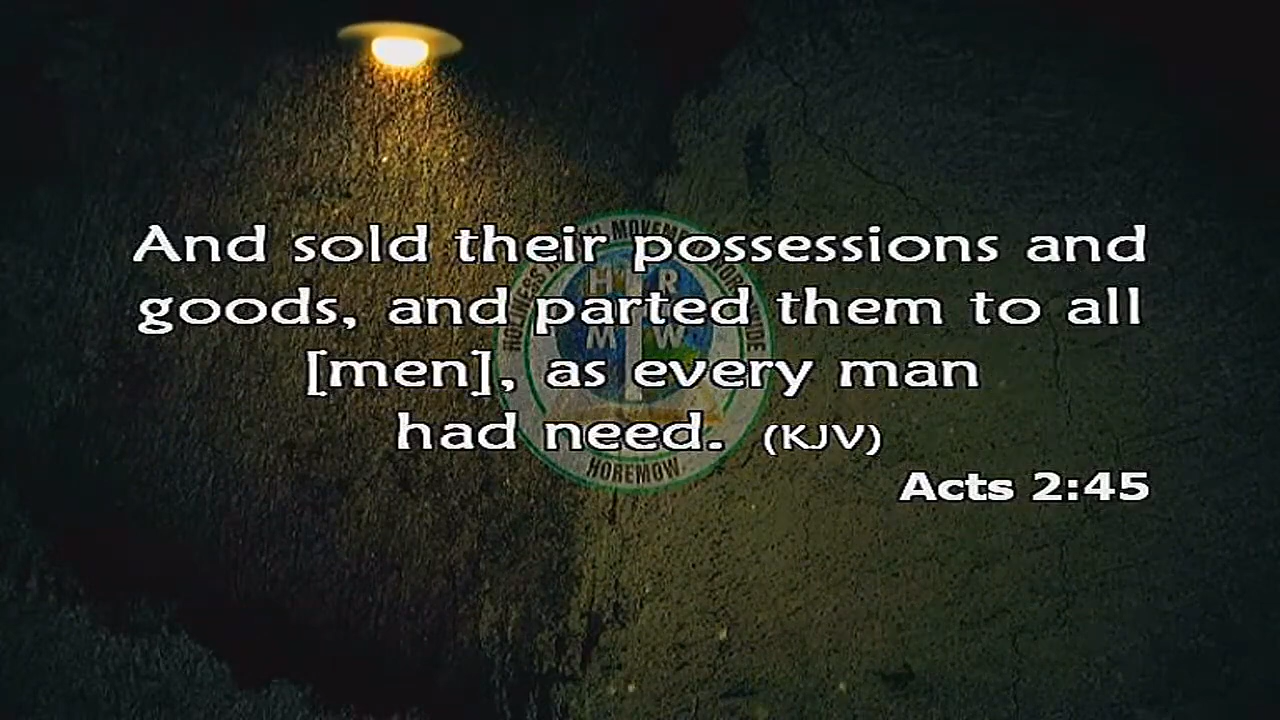 And sold their possessions and
goods, and parted them to all
[men], as every man
had need. (KJV)
Acts 2:45
H R
M W
HOREMOW